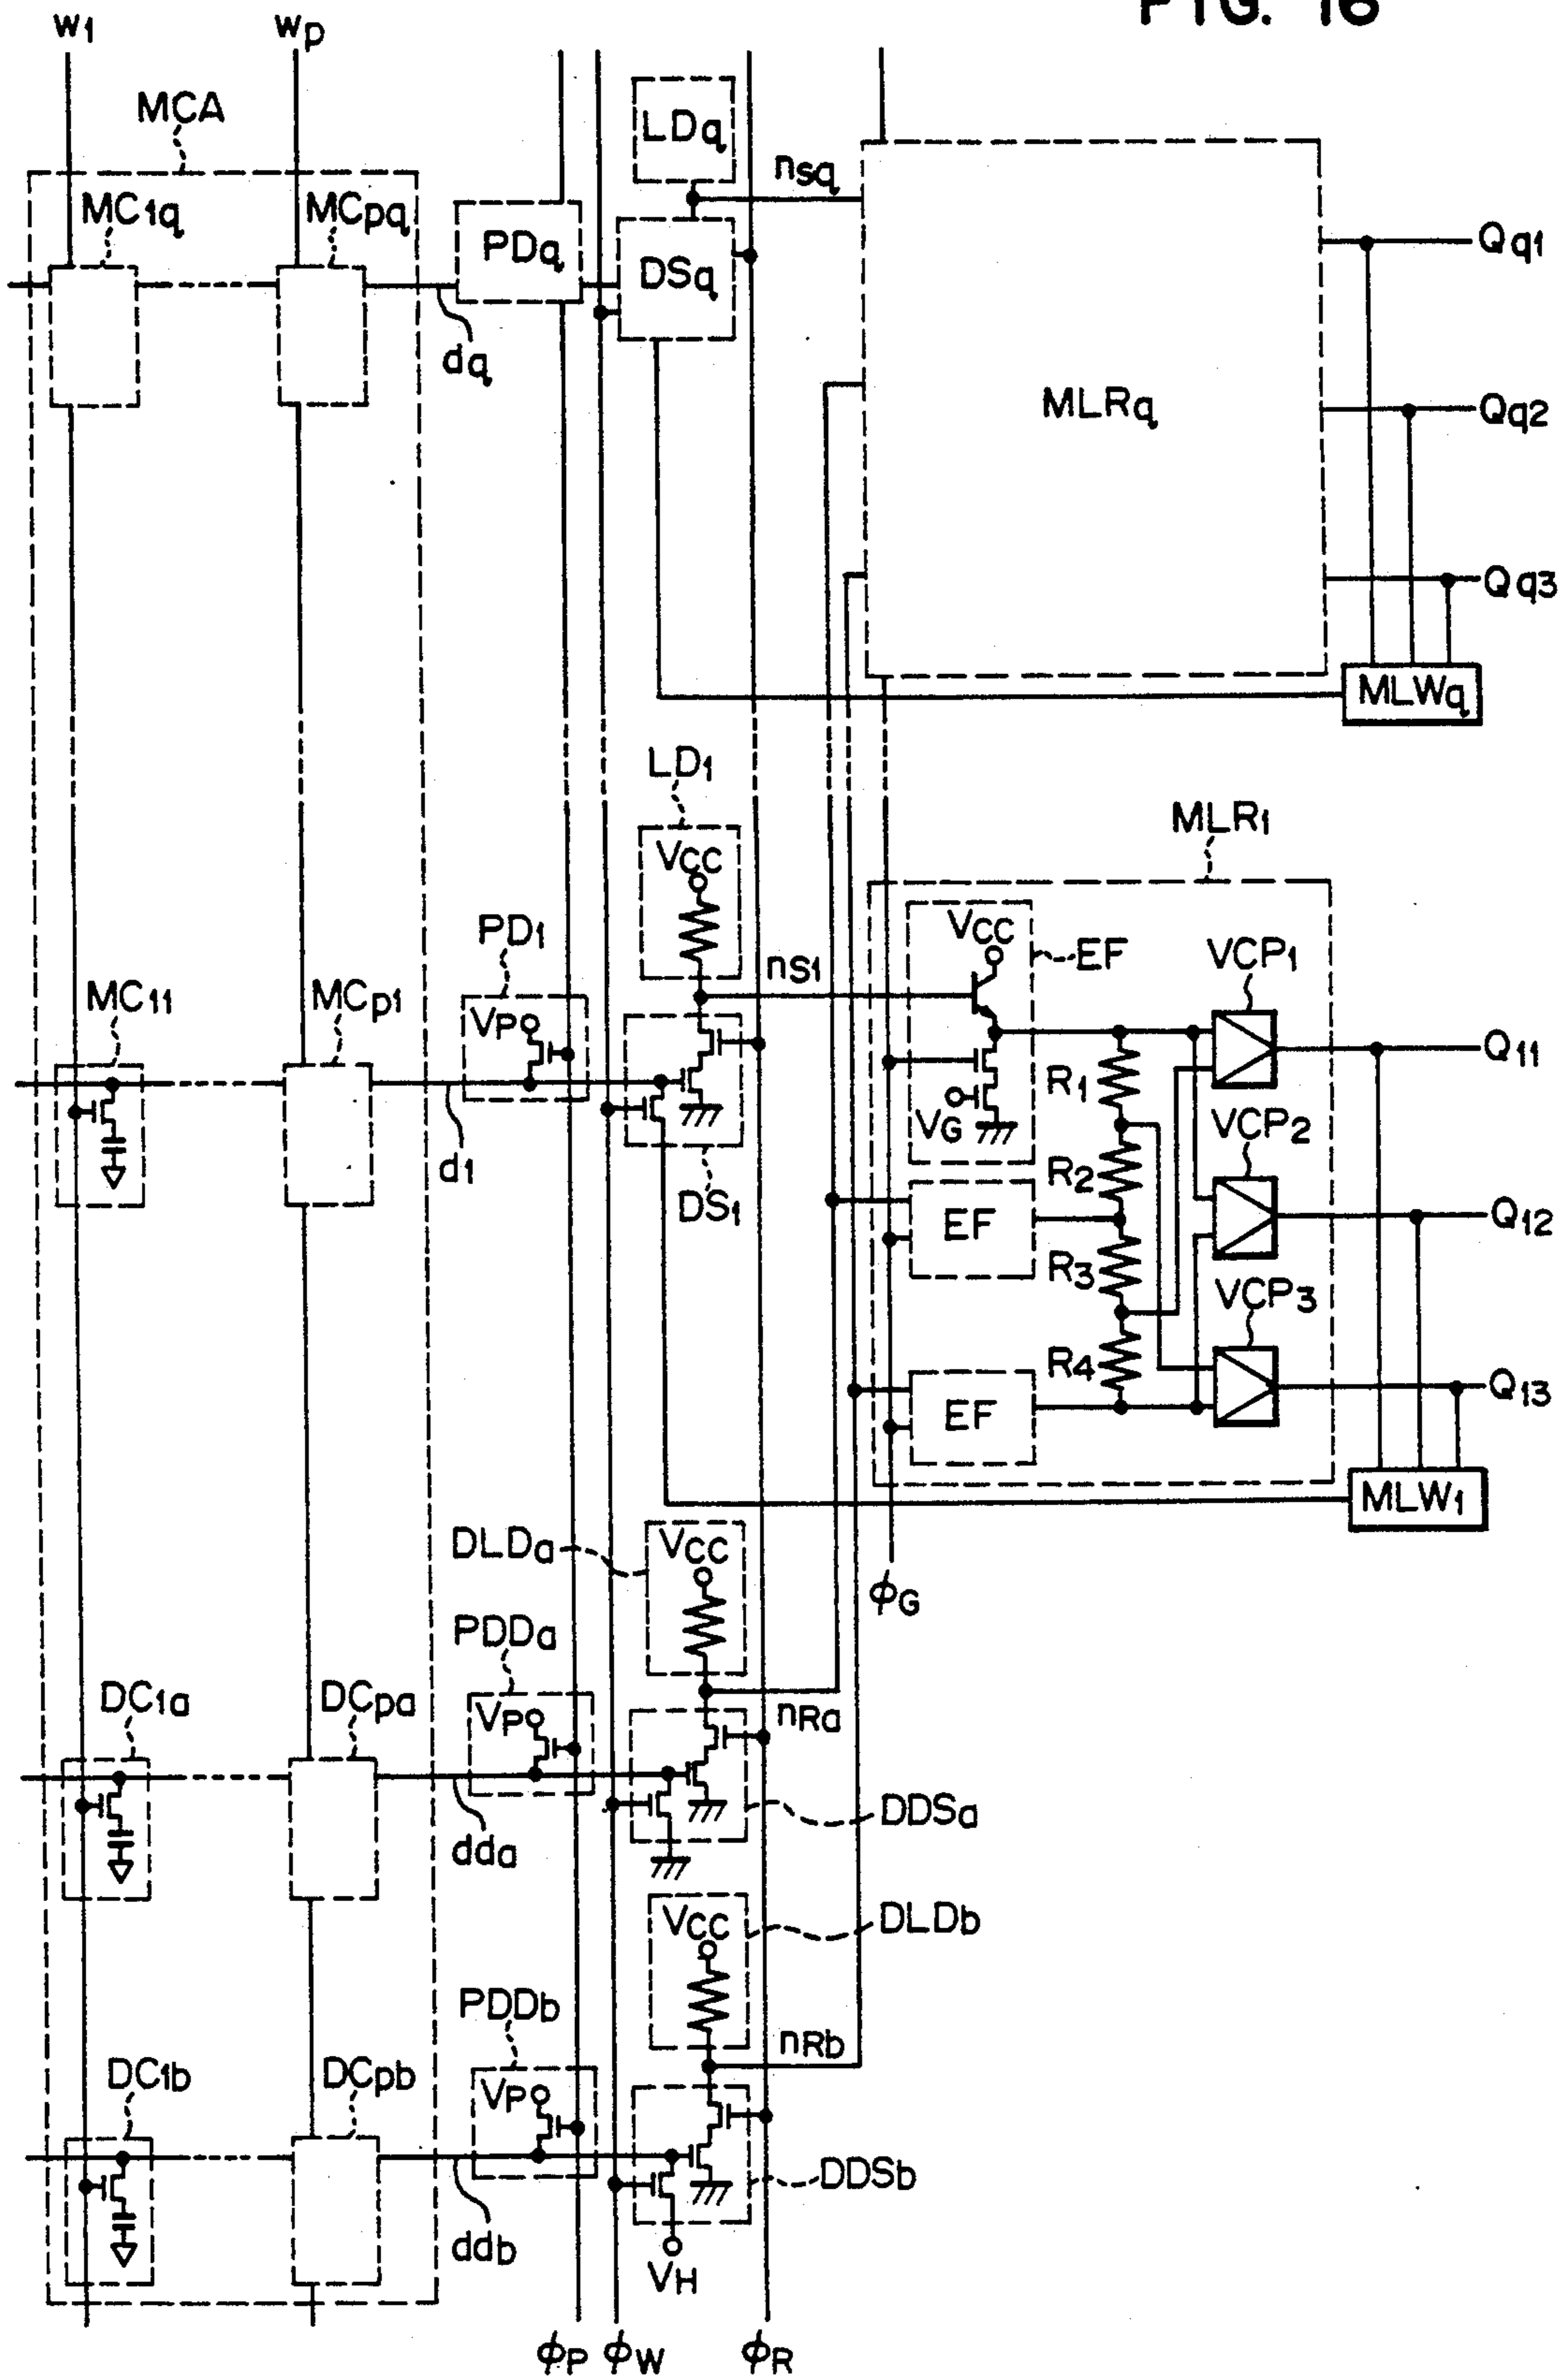 FIG. 16
w1 wp
MCA
LDq
nsq
MC1q MCpq
PDq
DSq
Qq1
dq
MLRq
Qq2
Qq3
MLWq
LD1
MLR1
VCC
VCC
EF
VCP1
PD1
nS1
MC11 MCp1
VP
Q11
R1
VG
VCP2
d1
R2
DS1
EF
Q12
R3
VCP3
R4
Q13
EF
MLW1
DLDa
VCC
ϕG
PDDa
DC1a DCpa
VP
nRa
DDSa
dda
DLDb
VCC
PDDb
nRb
DC1b DCpb
VP
DDSb
ddb
VH
ϕP ϕW ϕR